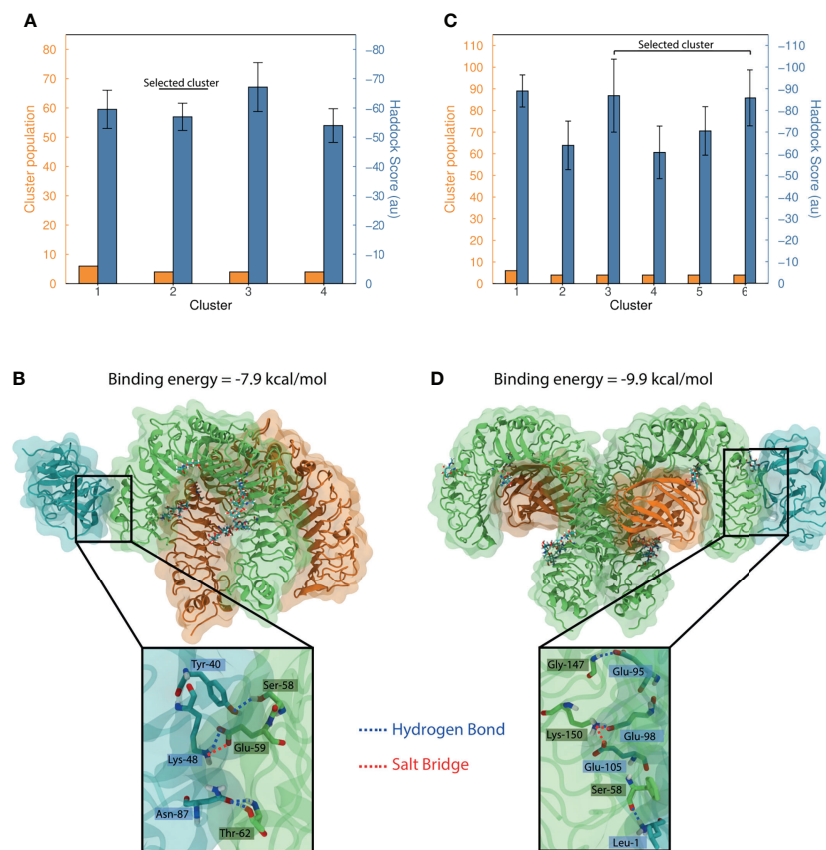 A
Cluster population
80
70
60
50
40
30
20
10
0
Selected cluster
−80
−70
−60
−50
−40
−30
−20
−10
0
Haddock Score (au)
1 2 3 4
Cluster
C
Cluster population
110
100
90
80
70
60
50
40
30
20
10
0
Selected cluster
−110
−100
−90
−80
−70
−60
−50
−40
−30
−20
−10
0
Haddock Score (au)
1 2 3 4 5 6
Cluster
B
Binding energy = -7.9 kcal/mol
Tyr-40
Ser-58
Glu-59
Lys-48
Asn-87
Thr-62
Hydrogen Bond
Salt Bridge
D
Binding energy = -9.9 kcal/mol
Gly-147
Glu-95
Lys-150
Glu-98
Glu-105
Ser-58
Leu-1